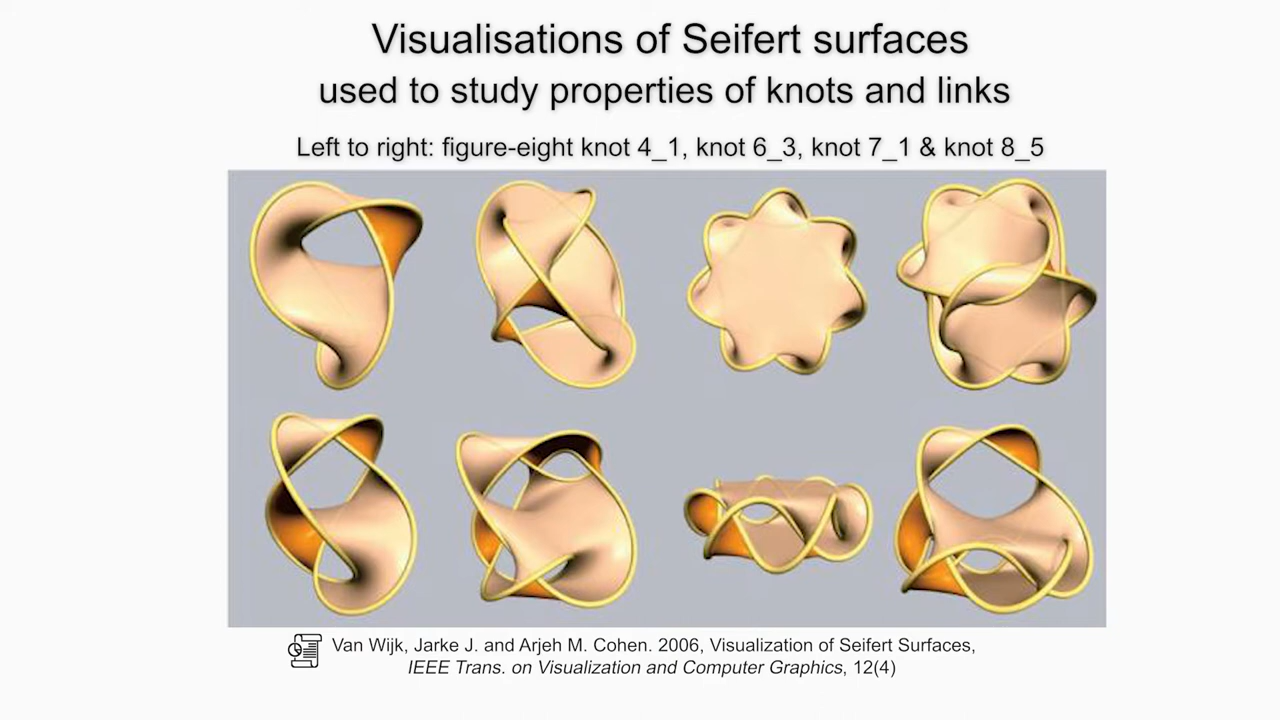 Visualisations of Seifert surfaces
used to study properties of knots and links
Left to right: figure-eight knot 4_1, knot 6_3, knot 7_1 & knot 8_5
Van Wijk, Jarke J. and Arjeh M. Cohen. 2006, Visualization of Seifert Surfaces,
IEEE Trans. on Visualization and Computer Graphics, 12(4)